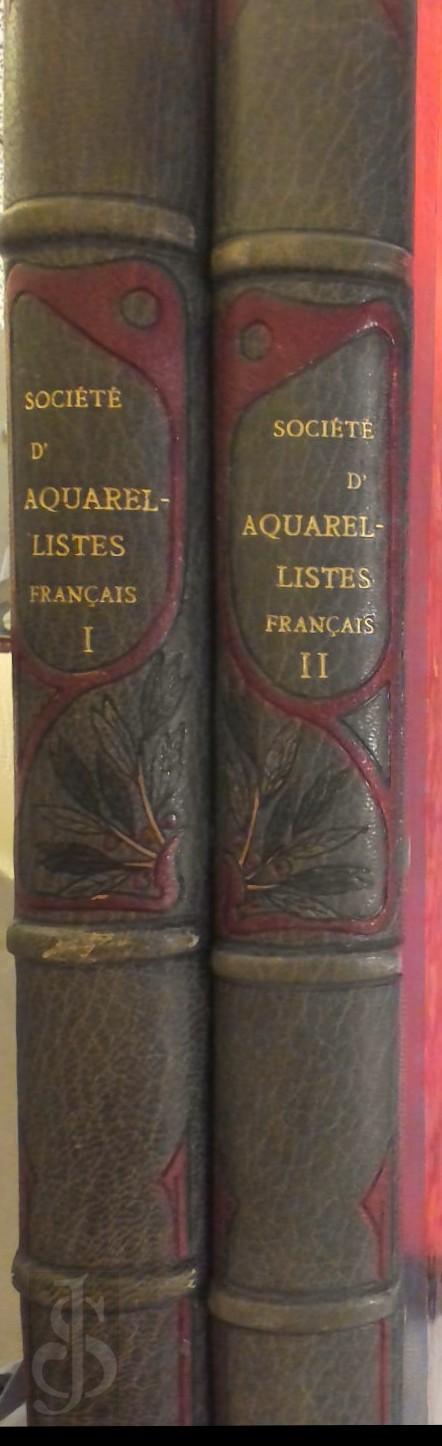 SOCIÉTÉ
D'
AQUAREL-
LISTES
FRANÇAIS
I
SOCIÉTÉ
D'
AQUAREL-
LISTES
FRANÇAIS
II